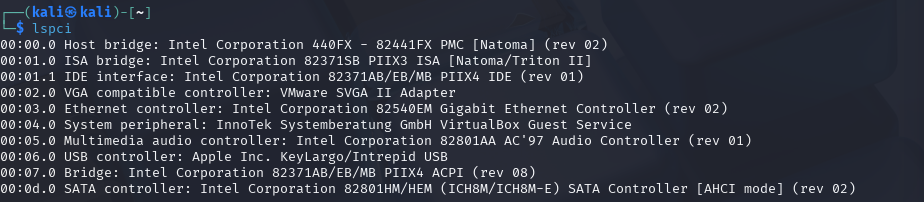 ┌──(kali㉿kali)-[~]
└─$ lspci
00:00.0 Host bridge: Intel Corporation 440FX - 82441FX PMC [Natoma] (rev 02)
00:01.0 ISA bridge: Intel Corporation 82371SB PIIX3 ISA [Natoma/Triton II]
00:01.1 IDE interface: Intel Corporation 82371AB/EB/MB PIIX4 IDE (rev 01)
00:02.0 VGA compatible controller: VMware SVGA II Adapter
00:03.0 Ethernet controller: Intel Corporation 82540EM Gigabit Ethernet Controller (rev 02)
00:04.0 System peripheral: InnoTek Systemberatung GmbH VirtualBox Guest Service
00:05.0 Multimedia audio controller: Intel Corporation 82801AA AC'97 Audio Controller (rev 01)
00:06.0 USB controller: Apple Inc. KeyLargo/Intrepid USB
00:07.0 Bridge: Intel Corporation 82371AB/EB/MB PIIX4 ACPI (rev 08)
00:0d.0 SATA controller: Intel Corporation 82801HM/HEM (ICH8M/ICH8M-E) SATA Controller [AHCI mode] (rev 02)